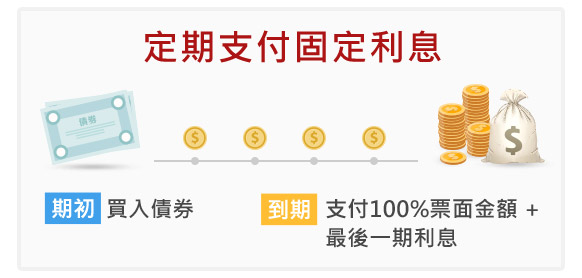 定期支付固定利息
債券
$ $ $ $
$
期初 買入債券
到期 支付100%票面金額 +
最後一期利息